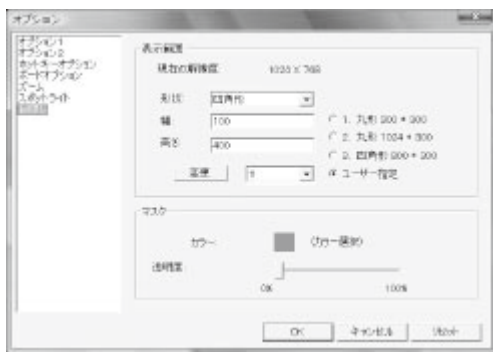 オプション
オプション1
オプション2
ホットキーオプション
ボードオプション
ズーム
スポットライト
表示範囲
現在の解像度 1020 × 768
形状 四角形
幅 100
高さ 400
1. 丸形 300 * 300
2. 丸形 1024 * 300
3. 四角形 300 * 300
ユーザー指定
変更
マスク
カラー (カラー選択)
透明度
0% 100%
OK キャンセル リセット